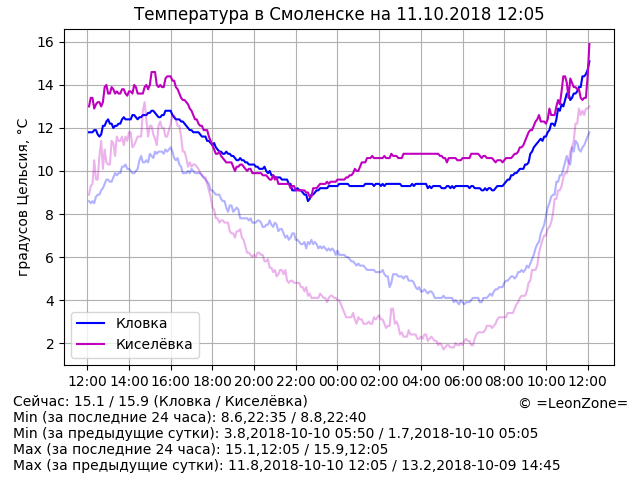 Температура в Смоленске на 11.10.2018 12:05
градусов Цельсия, °C
16
14
12
10
8
6
4
2
Кловка
Киселёвка
12:00 14:00 16:00 18:00 20:00 22:00 00:00 02:00 04:00 06:00 08:00 10:00 12:00
Сейчас: 15.1 / 15.9 (Кловка / Киселёвка)
© =LeonZone=
Min (за последние 24 часа): 8.6,22:35 / 8.8,22:40
Min (за предыдущие сутки): 3.8,2018-10-10 05:50 / 1.7,2018-10-10 05:05
Max (за последние 24 часа): 15.1,12:05 / 15.9,12:05
Max (за предыдущие сутки): 11.8,2018-10-10 12:05 / 13.2,2018-10-09 14:45